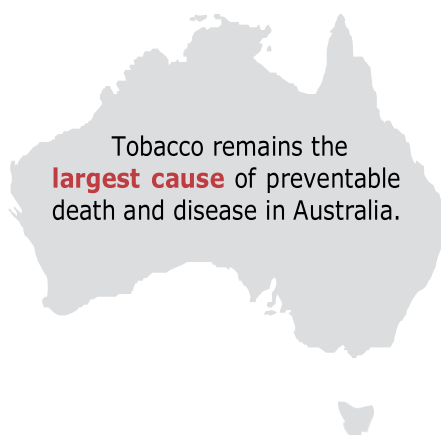 Tobacco remains the
largest cause of preventable
death and disease in Australia.